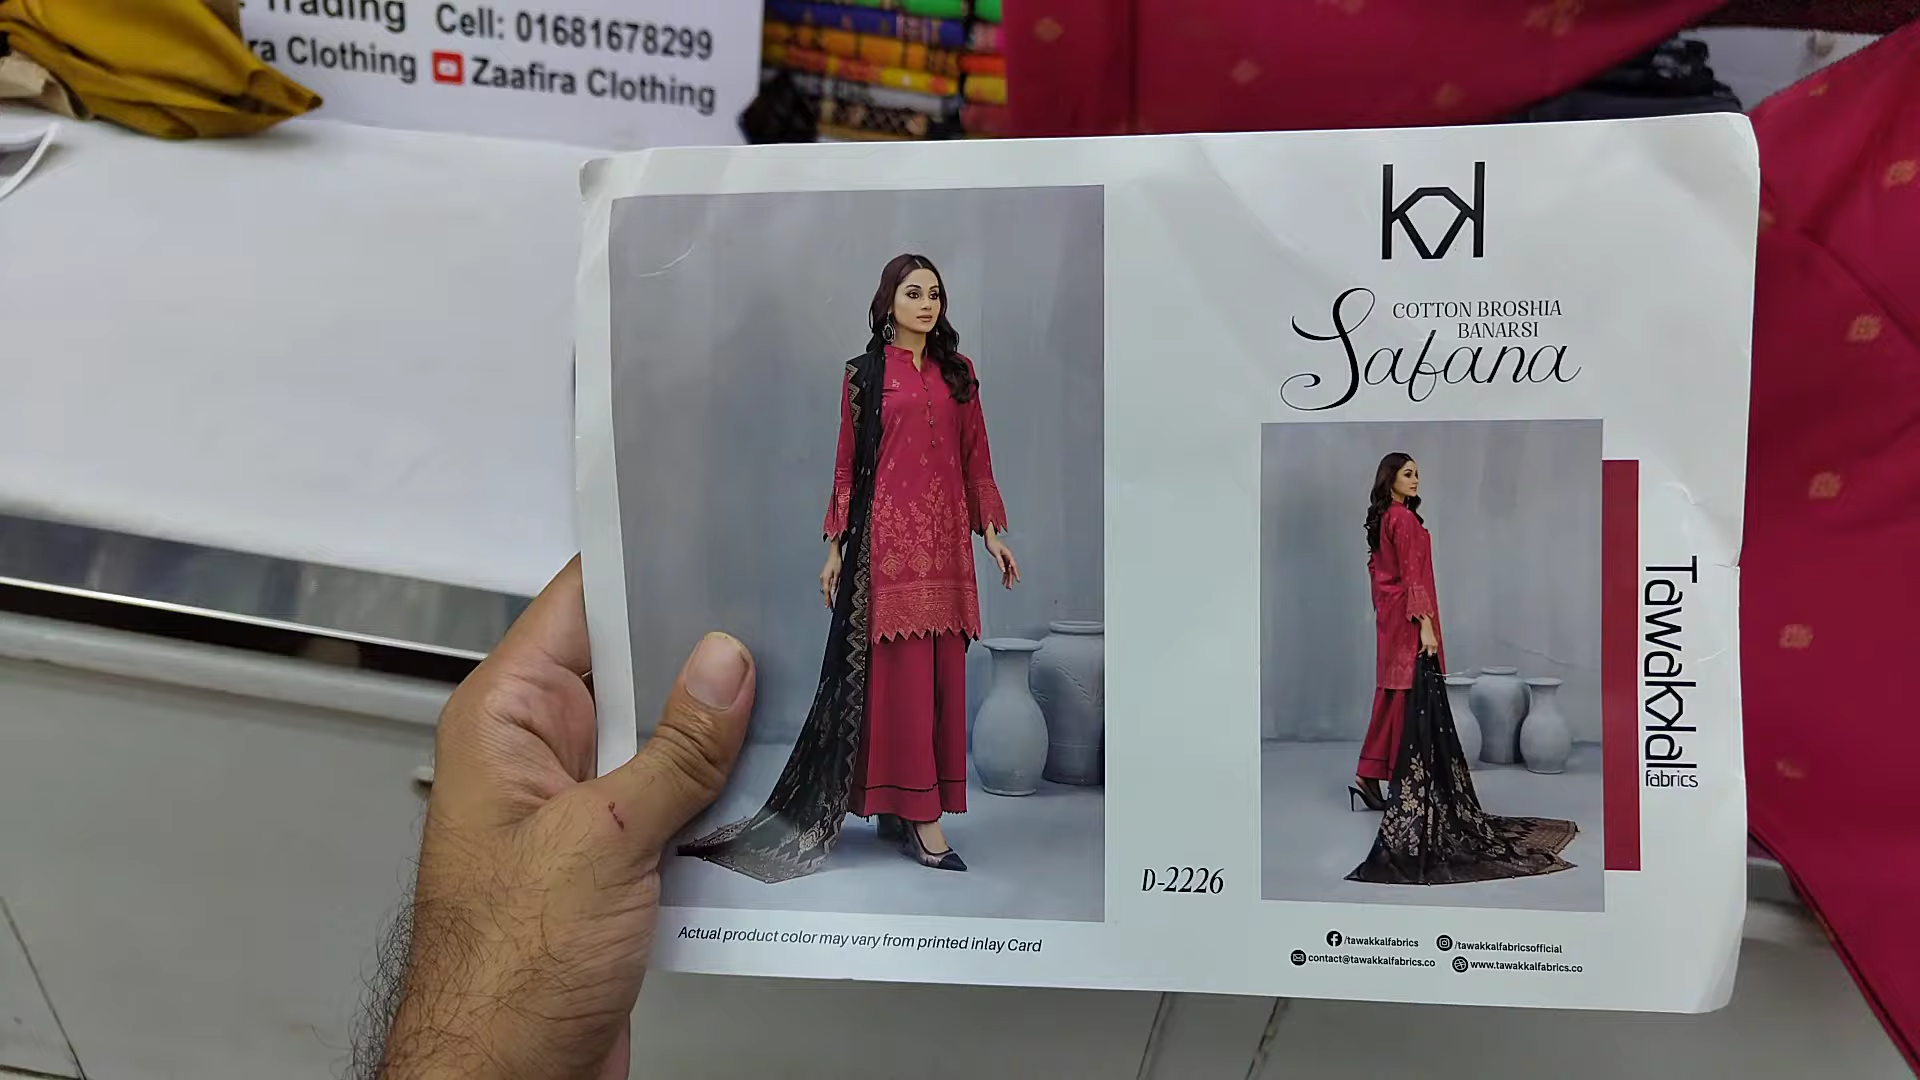 Trading Cell: 01681678299
Clothing Zaafira Clothing
COTTON BROSHIA
BANARSI
Safana
Tawakkal
fabrics
D-2226
Actual product color may vary from printed inlay Card
/tawakkalfabrics /tawakkalfabricsofficial
contact@tawakkalfabrics.co www.tawakkalfabrics.co